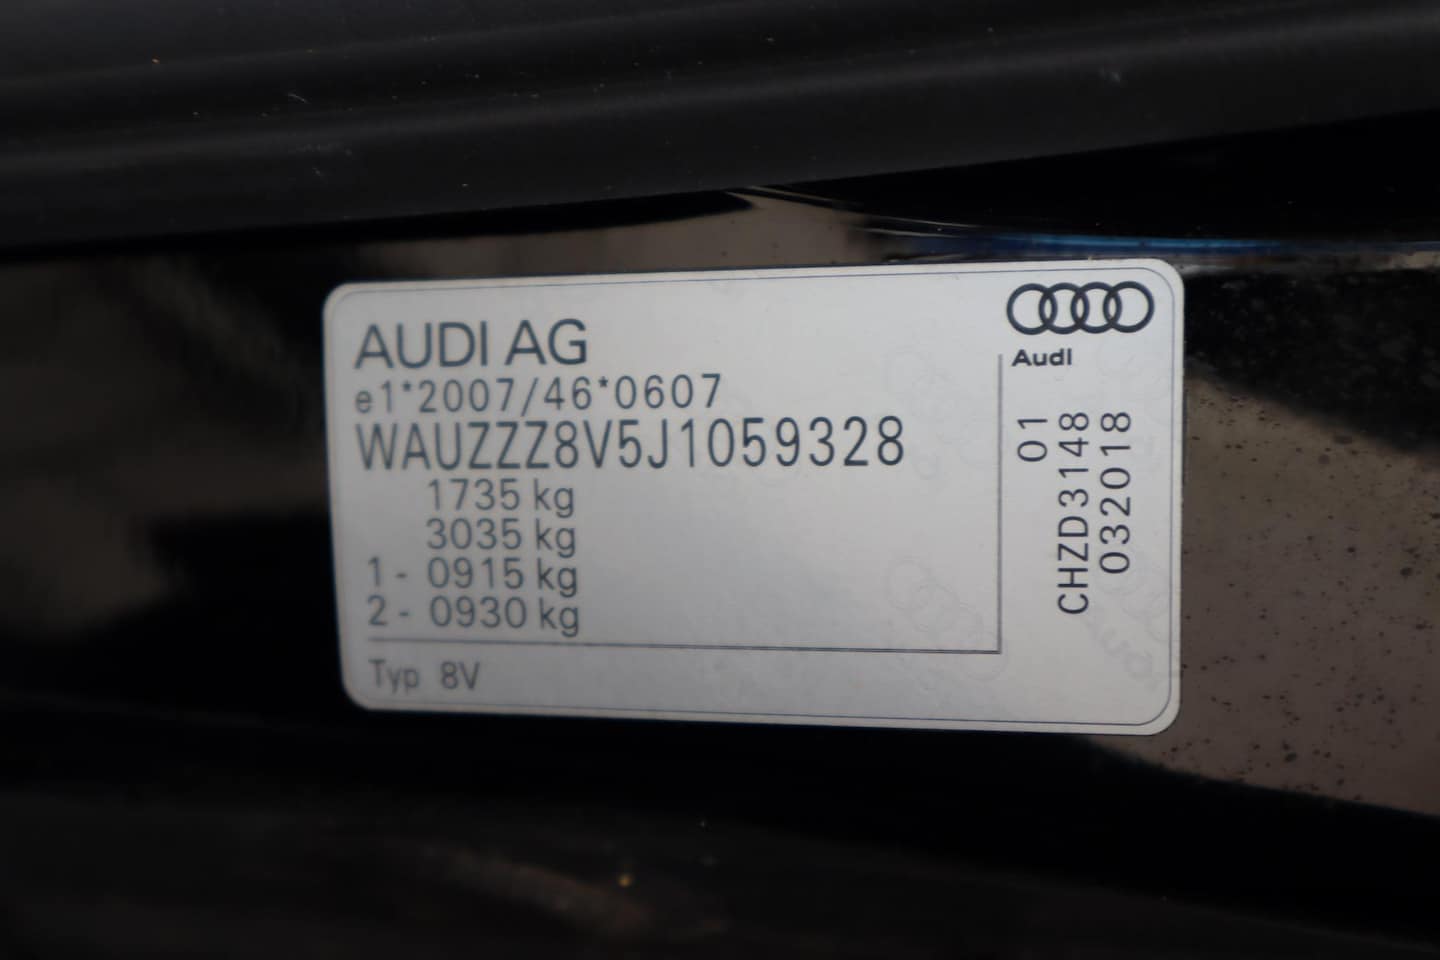 AUDI AG
e1*2007/46*0607
WAUZZZ8V5J1059328
1735 kg
3035 kg
1- 0915 kg
2- 0930 kg
Typ 8V
Audi
01
CHZD3148
032018